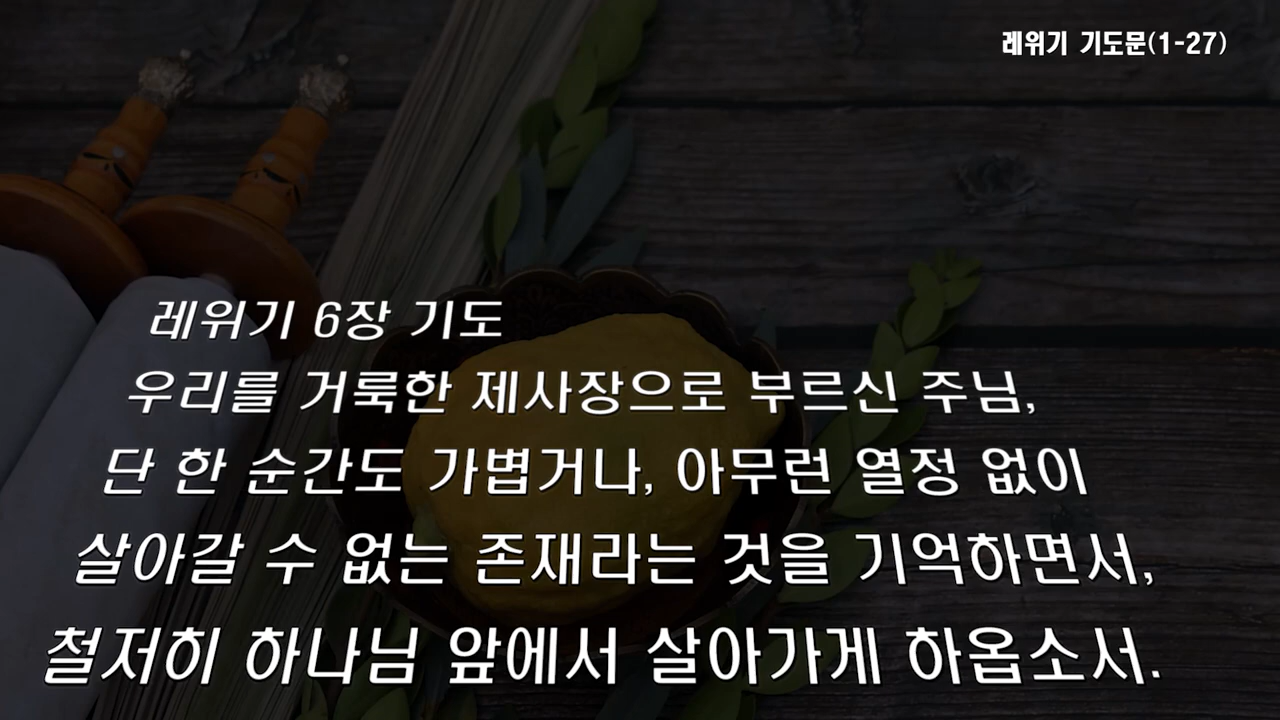 레위기 기도문(1-27)
레위기 6장 기도
우리를 거룩한 제사장으로 부르신 주님,
단 한 순간도 가볍거나, 아무런 열정 없이
살아갈 수 없는 존재라는 것을 기억하면서,
철저히 하나님 앞에서 살아가게 하옵소서.